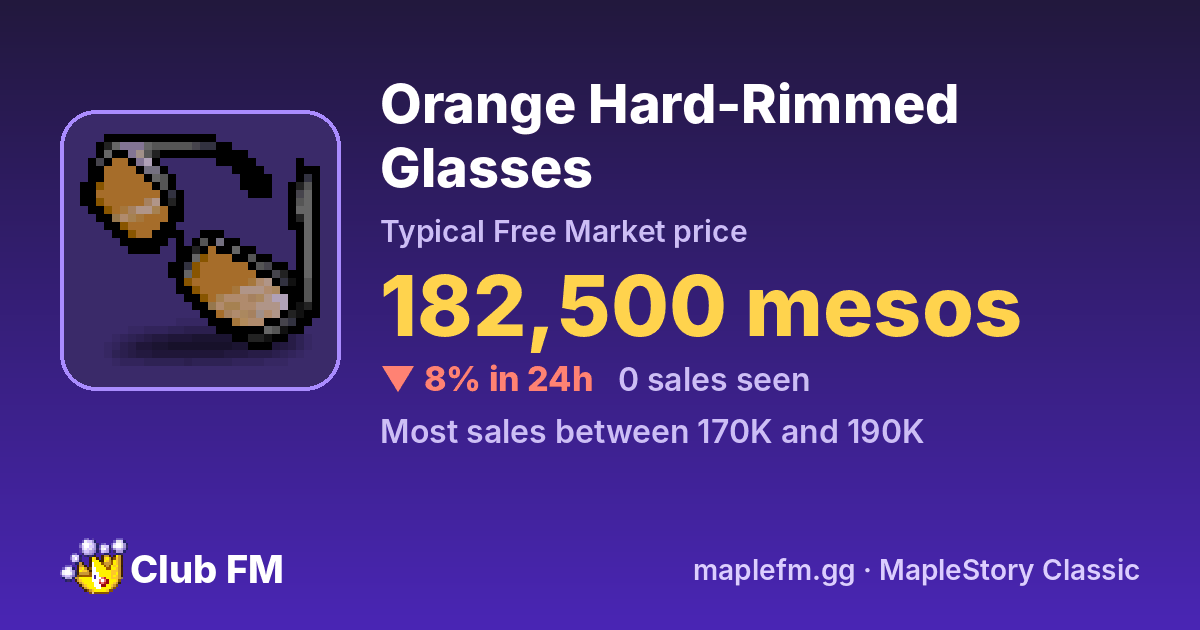 Orange Hard-Rimmed
Glasses
Typical Free Market price
182,500 mesos
▼ 8% in 24h 0 sales seen
Most sales between 170K and 190K
Club FM
maplefm.gg · MapleStory Classic